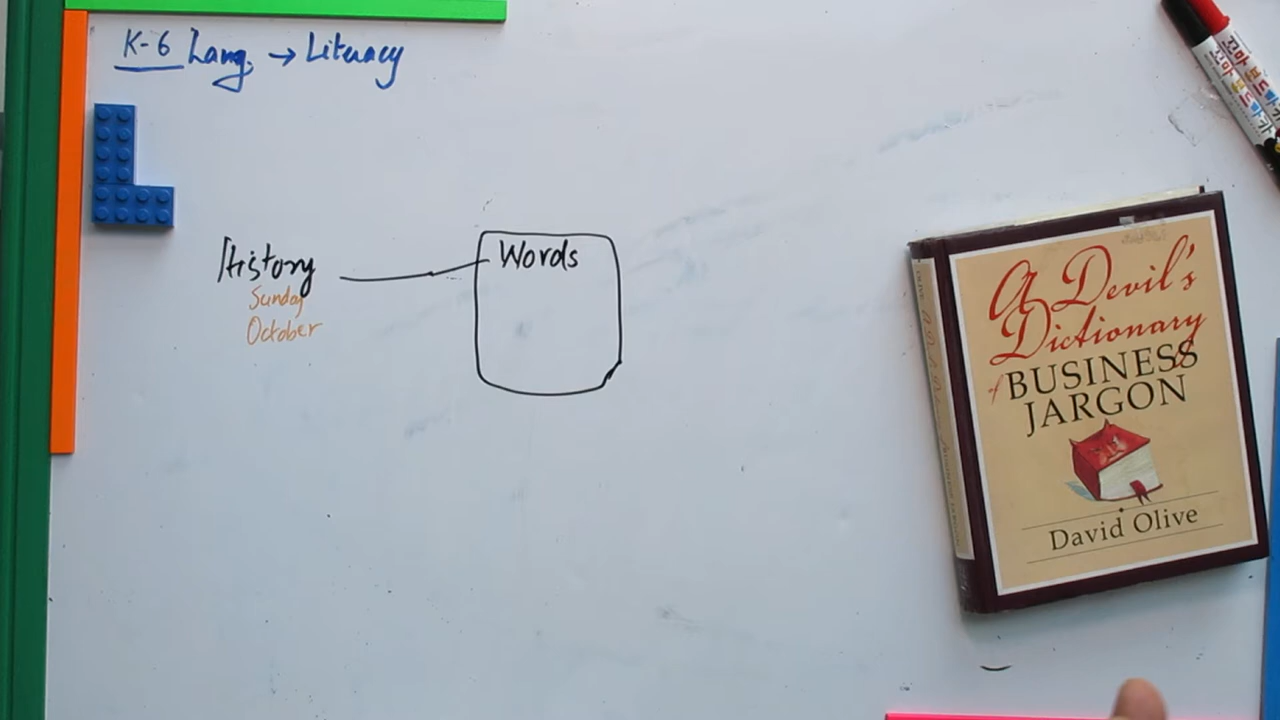 K-6 Lang. → Literacy
History
Sunday
October
Words
A Devil's
Dictionary
of BUSINESS
JARGON
David Olive